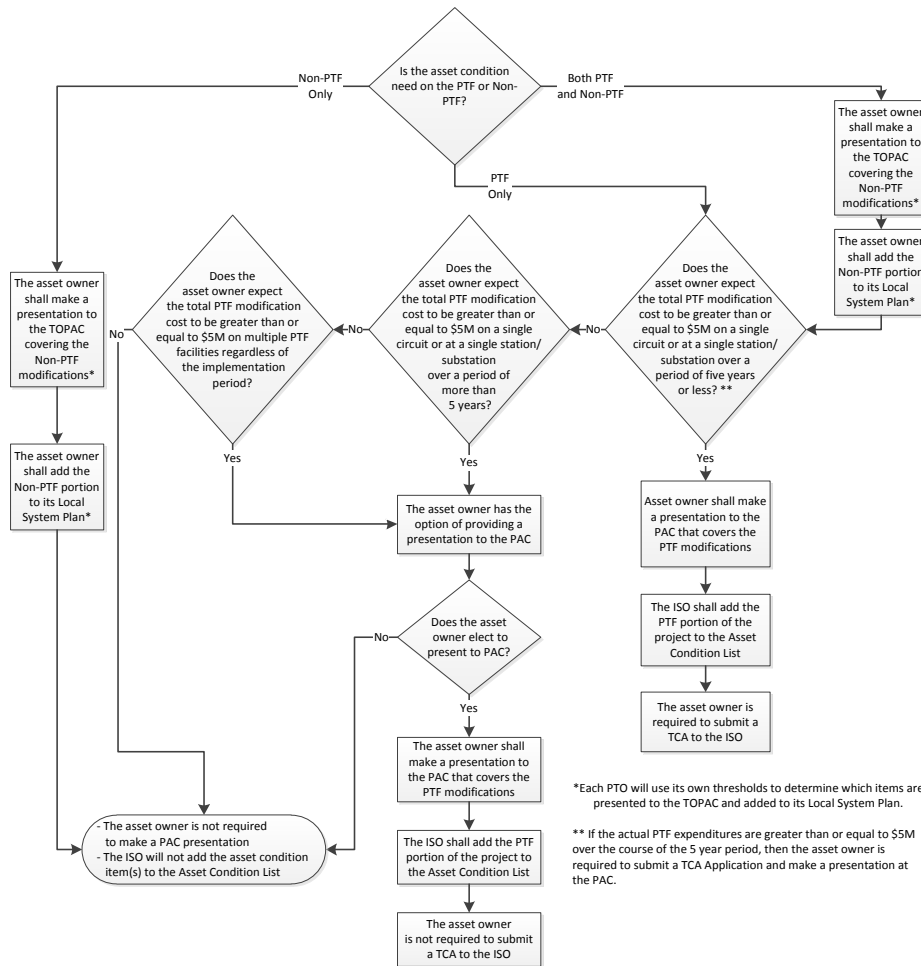 Is the asset condition
need on the PTF or Non-
PTF?
Non-PTF
Only
Both PTF
and Non-PTF
PTF
Only
The asset owner
shall make a
presentation to
the TOPAC
covering the
Non-PTF
modifications*
The asset owner
shall add the
Non-PTF portion
to its Local
System Plan*
The asset owner
shall make a
presentation to
the TOPAC
covering the
Non-PTF
modifications*
The asset owner
shall add the
Non-PTF portion
to its Local
System Plan*
Does the
asset owner expect
the total PTF modification
cost to be greater than or
equal to $5M on a single
circuit or at a single station/
substation over a
period of five years
or less? **
No
Does the
asset owner expect
the total PTF modification
cost to be greater than or
equal to $5M on a single
circuit or at a single station/
substation
over a period of
more than
5 years?
No
Does the
asset owner expect
the total PTF modification
cost to be greater than or
equal to $5M on multiple PTF
facilities regardless of
the implementation
period?
No
Yes
Yes
Yes
The asset owner has the
option of providing a
presentation to the PAC
Does the asset
owner elect to
present to PAC?
No
Yes
The asset owner shall
make a presentation to
the PAC that covers the
PTF modifications
The ISO shall add the PTF
portion of the project to
the Asset Condition List
The asset owner
is not required to submit
a TCA to the ISO
Asset owner shall make
a presentation to the
PAC that covers the
PTF modifications
The ISO shall add the
PTF portion of the
project to the Asset
Condition List
The asset owner is
required to submit a
TCA to the ISO
- The asset owner is not required
to make a PAC presentation
- The ISO will not add the asset condition
item(s) to the Asset Condition List
*Each PTO will use its own thresholds to determine which items are
presented to the TOPAC and added to its Local System Plan.
** If the actual PTF expenditures are greater than or equal to $5M
over the course of the 5 year period, then the asset owner is
required to submit a TCA Application and make a presentation at
the PAC.